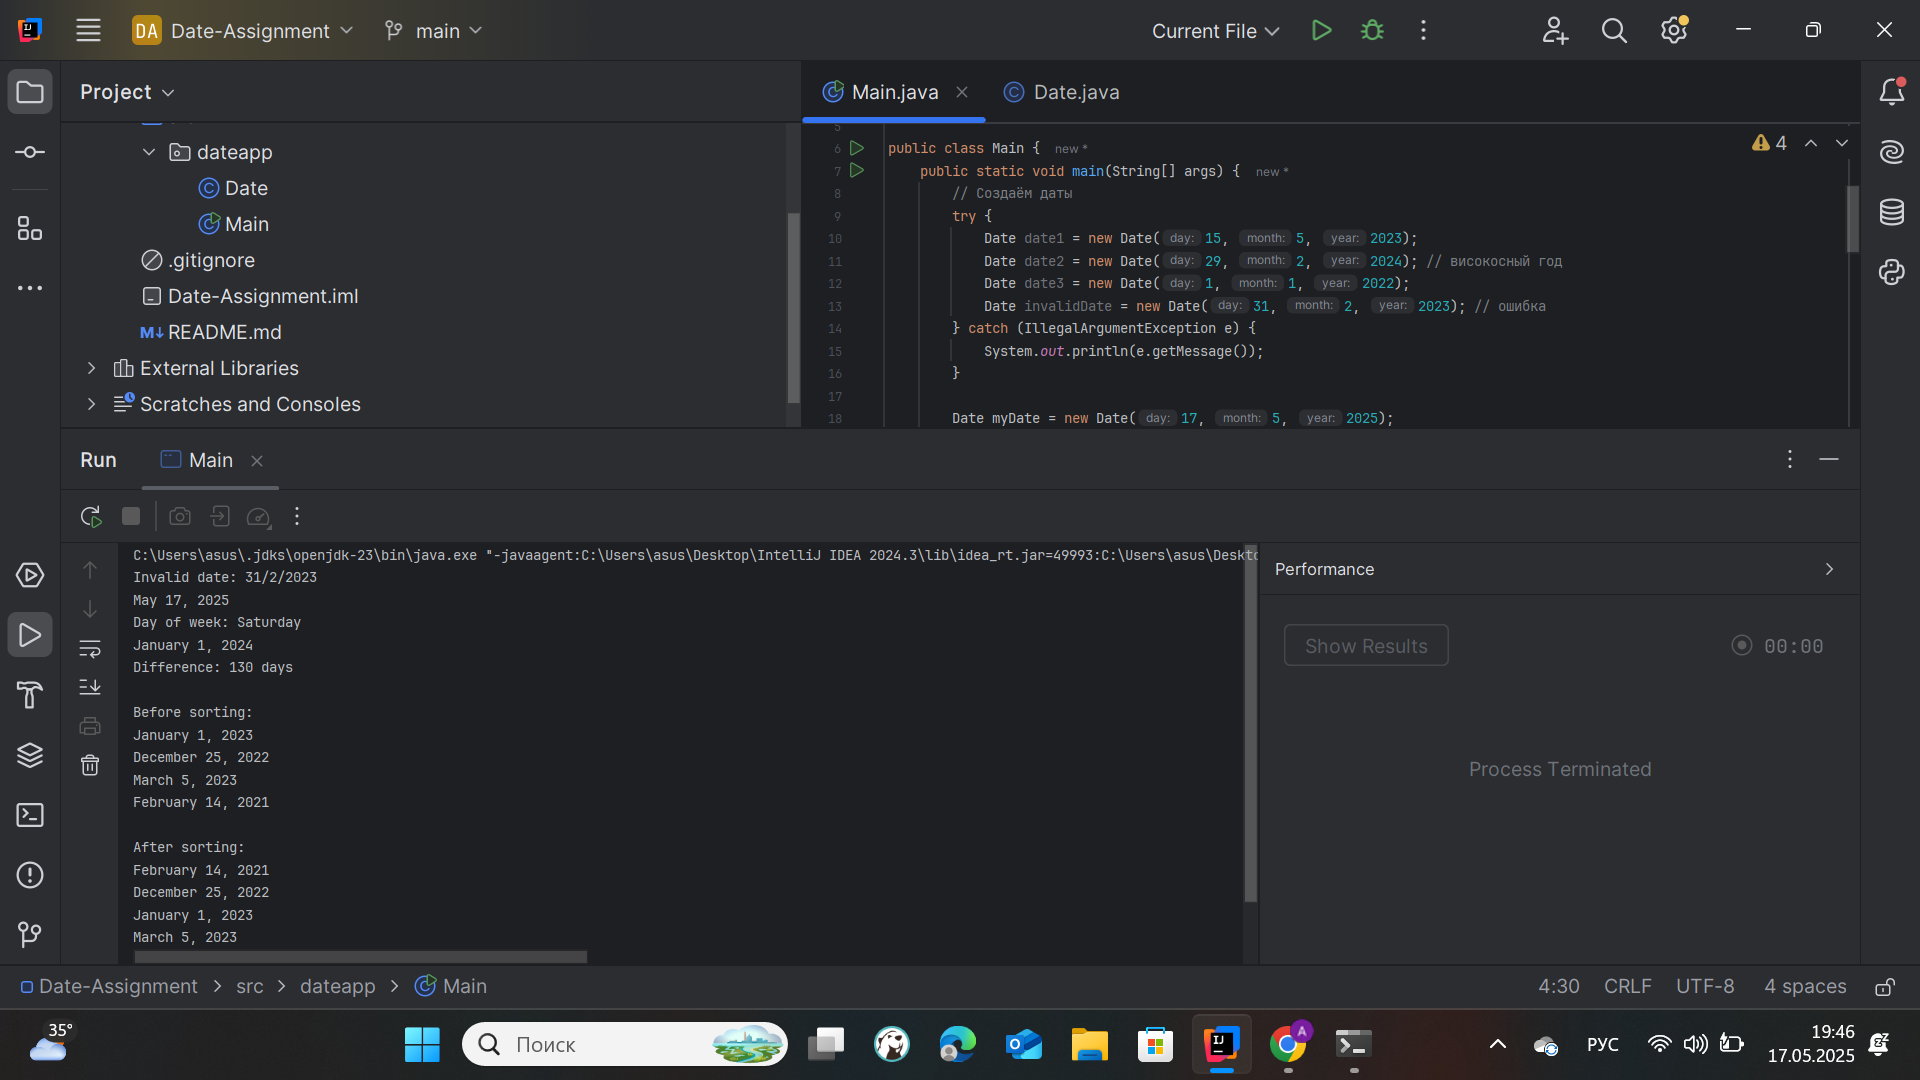 DA Date-Assignment main Current File
Project
dateapp
Date
Main
.gitignore
Date-Assignment.iml
M↓ README.md
External Libraries
Scratches and Consoles
Main.java Date.java
4
5
6 public class Main { new *
7 public static void main(String[] args) { new *
8 // Создаём даты
9 try {
10 Date date1 = new Date( day: 15, month: 5, year: 2023);
11 Date date2 = new Date( day: 29, month: 2, year: 2024); // високосный год
12 Date date3 = new Date( day: 1, month: 1, year: 2022);
13 Date invalidDate = new Date( day: 31, month: 2, year: 2023); // ошибка
14 } catch (IllegalArgumentException e) {
15 System.out.println(e.getMessage());
16 }
17
18 Date myDate = new Date( day: 17, month: 5, year: 2025);
Run Main
C:\Users\asus\.jdks\openjdk-23\bin\java.exe "-javaagent:C:\Users\asus\Desktop\IntelliJ IDEA 2024.3\lib\idea_rt.jar=49993:C:\Users\asus\Deskto
Invalid date: 31/2/2023
May 17, 2025
Day of week: Saturday
January 1, 2024
Difference: 130 days
Before sorting:
January 1, 2023
December 25, 2022
March 5, 2023
February 14, 2021
After sorting:
February 14, 2021
December 25, 2022
January 1, 2023
March 5, 2023
Performance
Show Results 00:00
Process Terminated
Date-Assignment > src > dateapp > Main
4:30 CRLF UTF-8 4 spaces
35°
Поиск
РУС
19:46
17.05.2025